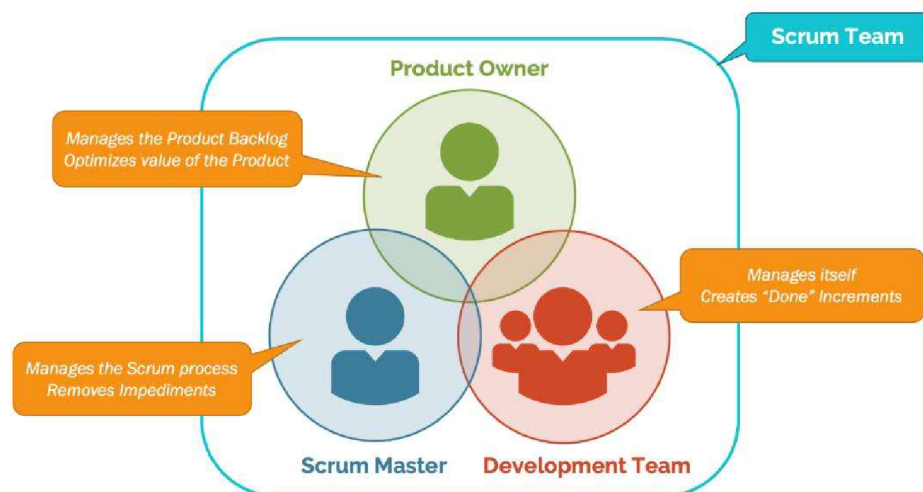 Scrum Team
Product Owner
Manages the Product Backlog
Optimizes value of the Product
Manages itself
Creates “Done” Increments
Manages the Scrum process
Removes Impediments
Scrum Master
Development Team